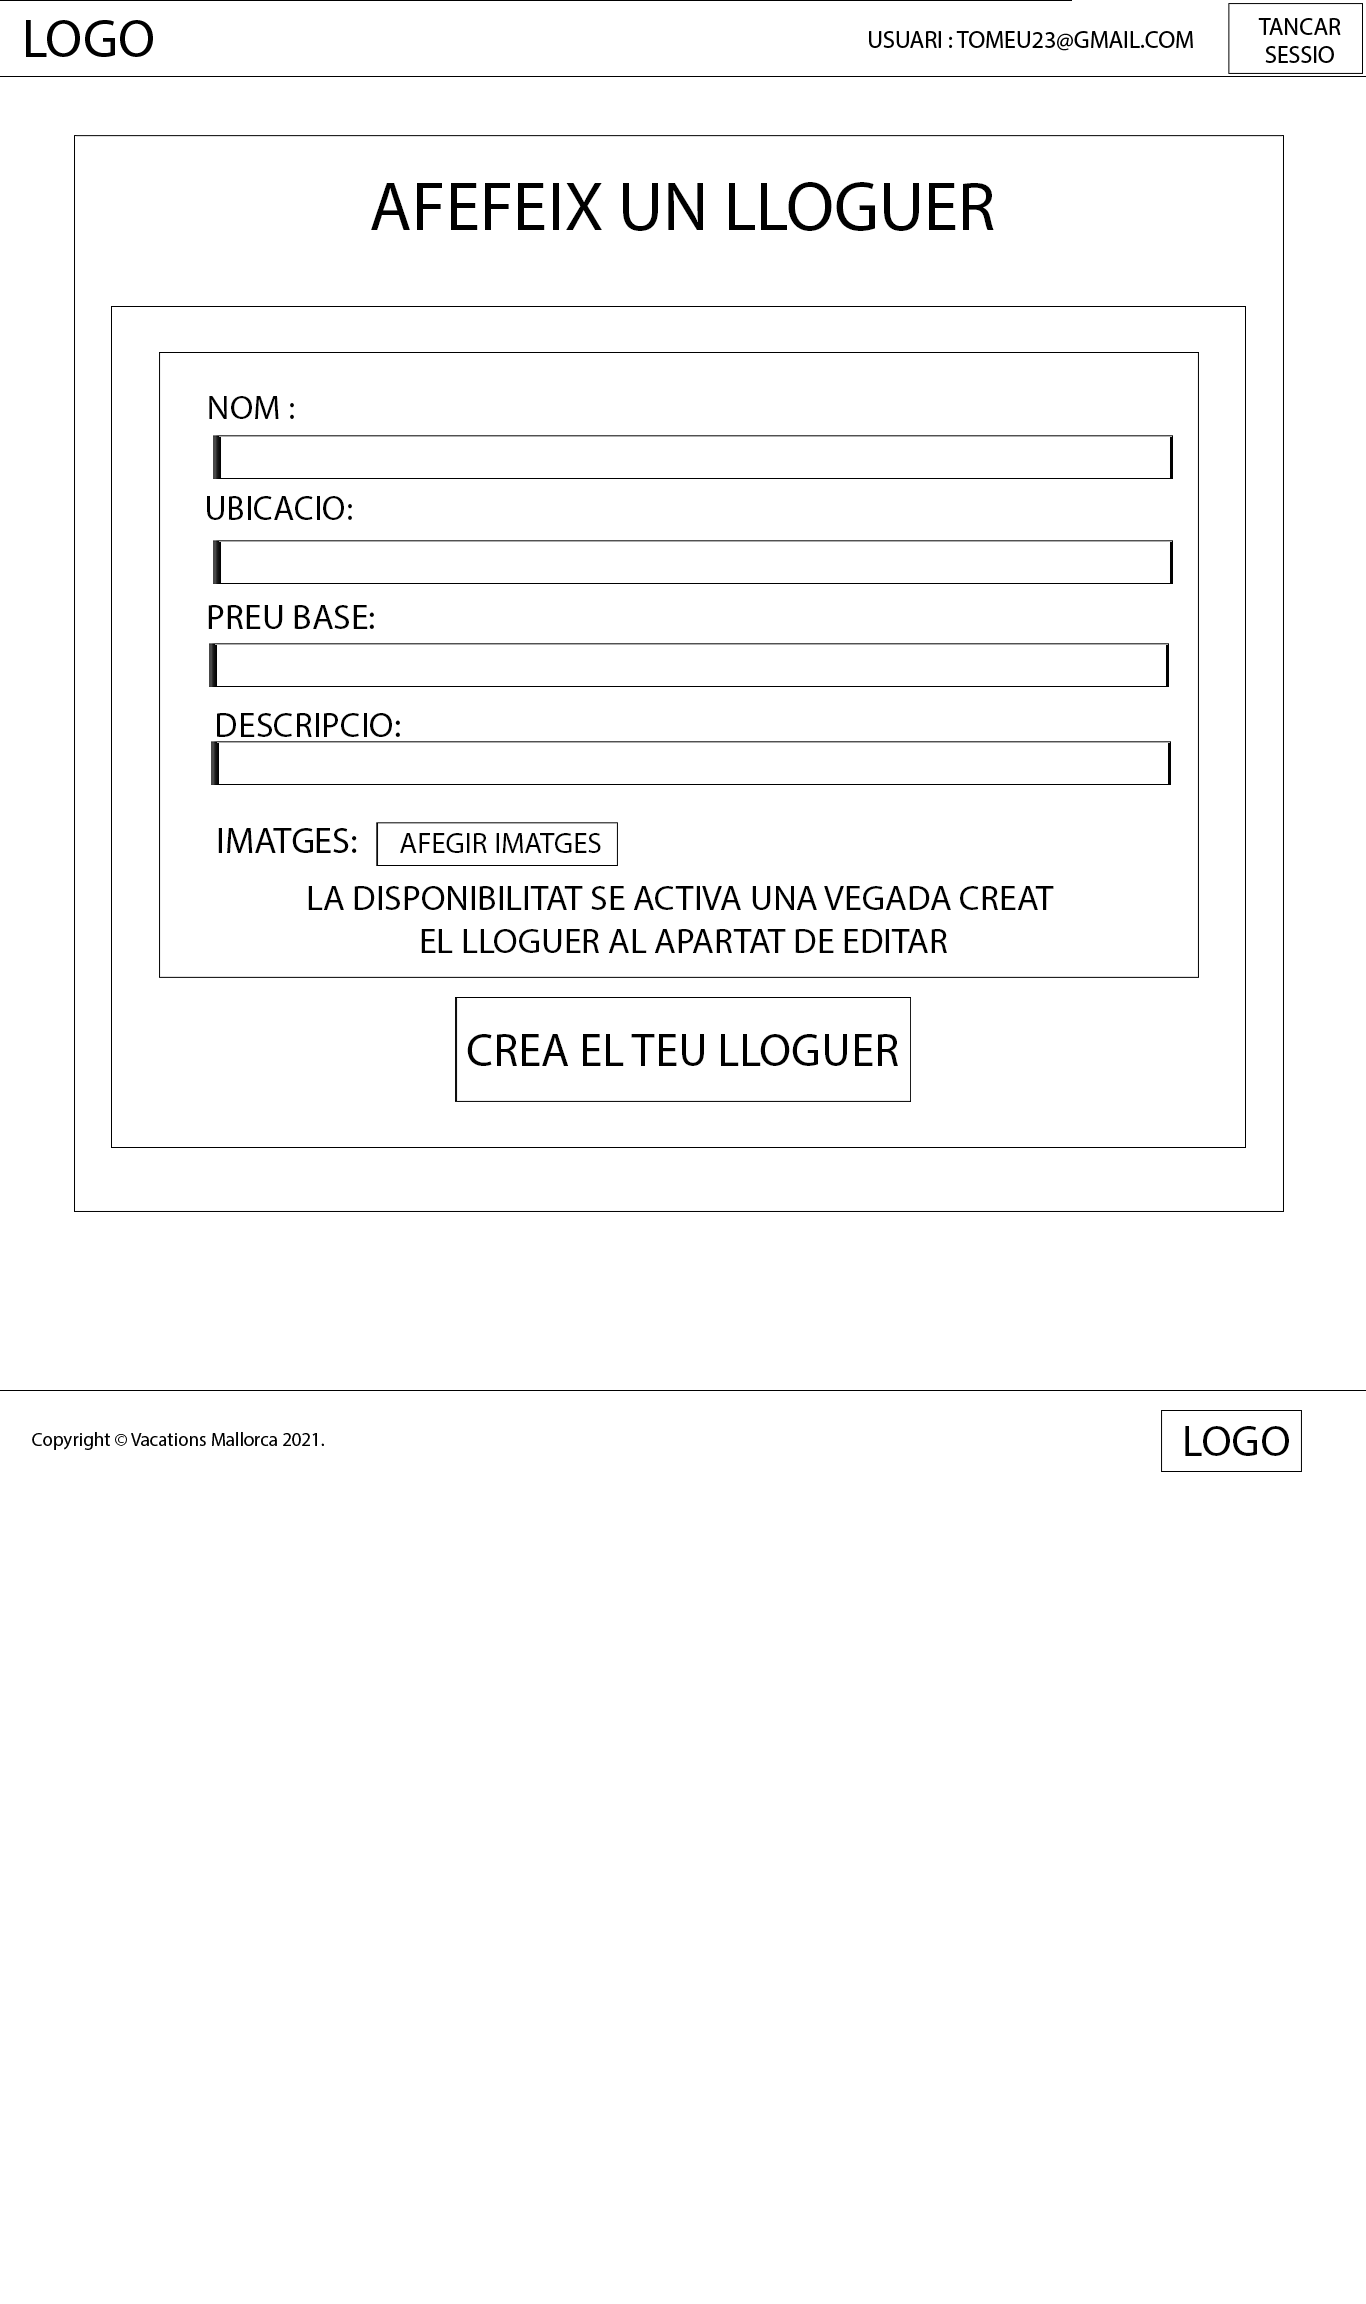 LOGO
USUARI : TOMEU23@GMAIL.COM
TANCAR
SESSIO
AFEFEIX UN LLOGUER
NOM :
UBICACIO:
PREU BASE:
DESCRIPCIO:
IMATGES:
AFEGIR IMATGES
LA DISPONIBILITAT SE ACTIVA UNA VEGADA CREAT
EL LLOGUER AL APARTAT DE EDITAR
CREA EL TEU LLOGUER
Copyright © Vacations Mallorca 2021.
LOGO